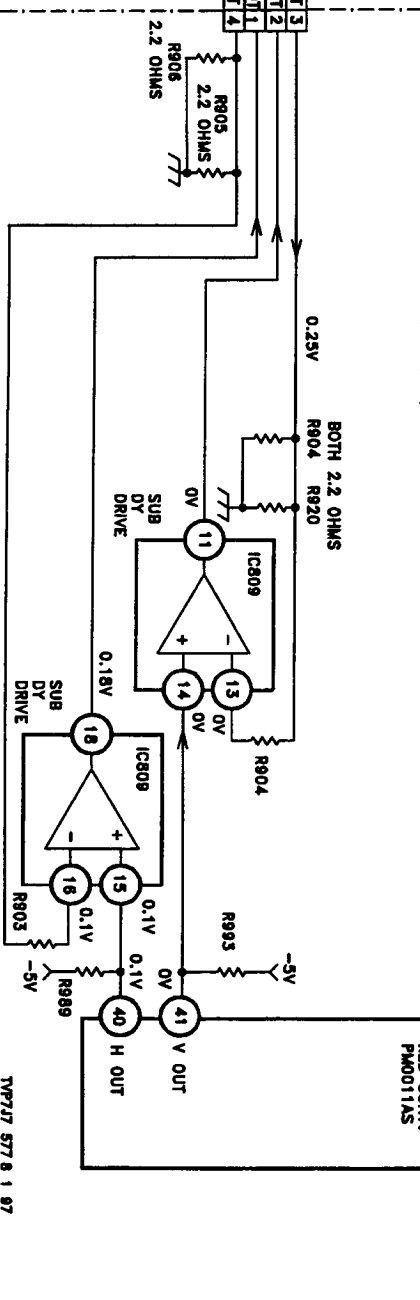 T 4
T 1
T 2
T 3
R906
2.2 OHMS
R905
2.2 OHMS
0.25V
BOTH 2.2 OHMS
R904
R920
0V
SUB
DY
DRIVE
11
IC809
+
-
14
13
0V
0V
R904
0.18V
SUB
DY
DRIVE
18
IC809
-
+
16
15
0.1V
0.1V
R903
R993
-5V
-5V
R989
0.1V
0V
40
41
H OUT
V OUT
PM0011AS
TVP7J7 577 8 1 97